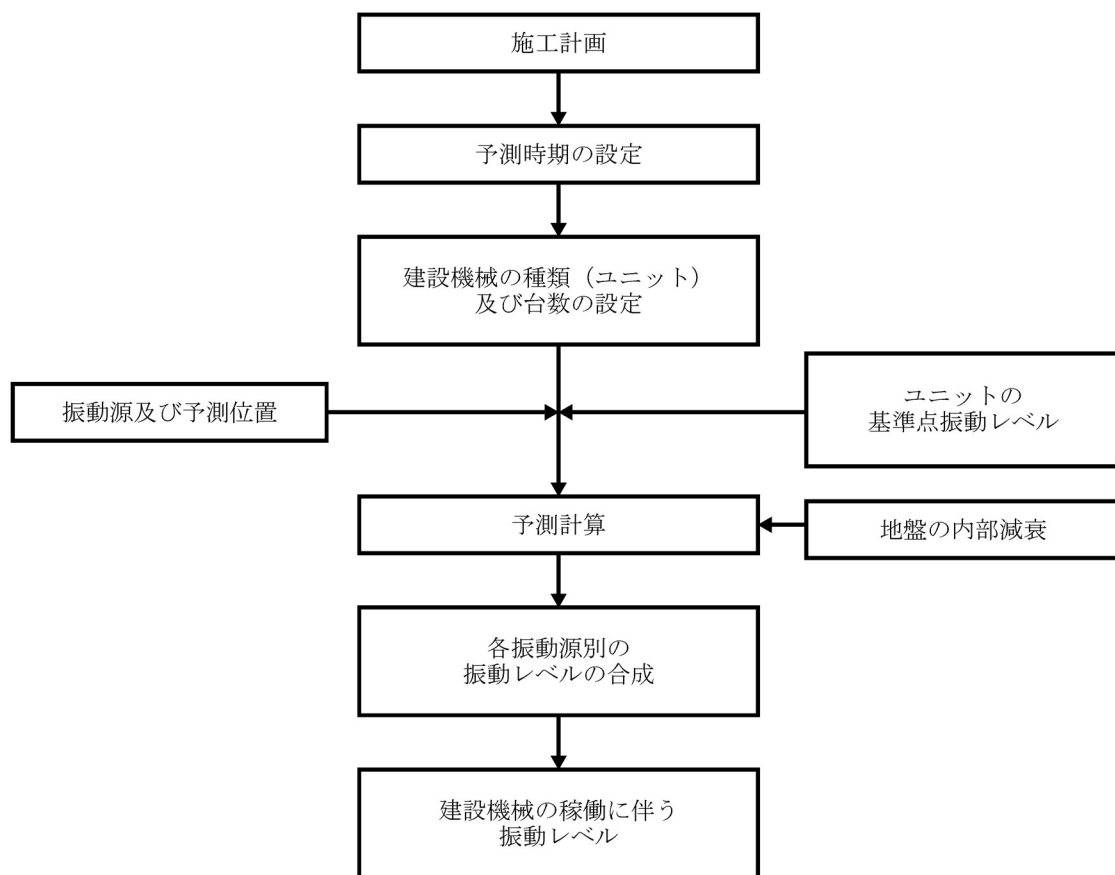 施工計画
予測時期の設定
建設機械の種類（ユニット）
及び台数の設定
振動源及び予測位置
ユニットの
基準点振動レベル
予測計算
地盤の内部減衰
各振動源別の
振動レベルの合成
建設機械の稼働に伴う
振動レベル